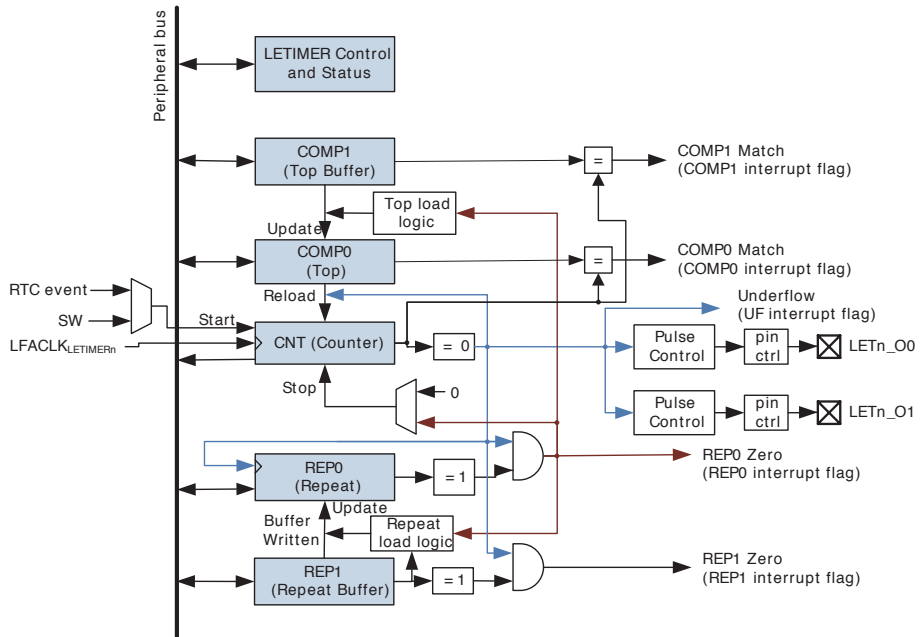 Peripheral bus
LETIMER Control
and Status
COMP1
(Top Buffer)
=
COMP1 Match
(COMP1 interrupt flag)
Top load
logic
Update
COMP0
(Top)
=
COMP0 Match
(COMP0 interrupt flag)
RTC event
SW
LFACLKLETIMERn
Start
Reload
CNT (Counter)
= 0
Underflow
(UF interrupt flag)
Pulse
Control
pin
ctrl
LETn_O0
Stop
0
Pulse
Control
pin
ctrl
LETn_O1
REP0
(Repeat)
= 1
REP0 Zero
(REP0 interrupt flag)
Update
Buffer
Written
Repeat
load logic
REP1
(Repeat Buffer)
= 1
REP1 Zero
(REP1 interrupt flag)